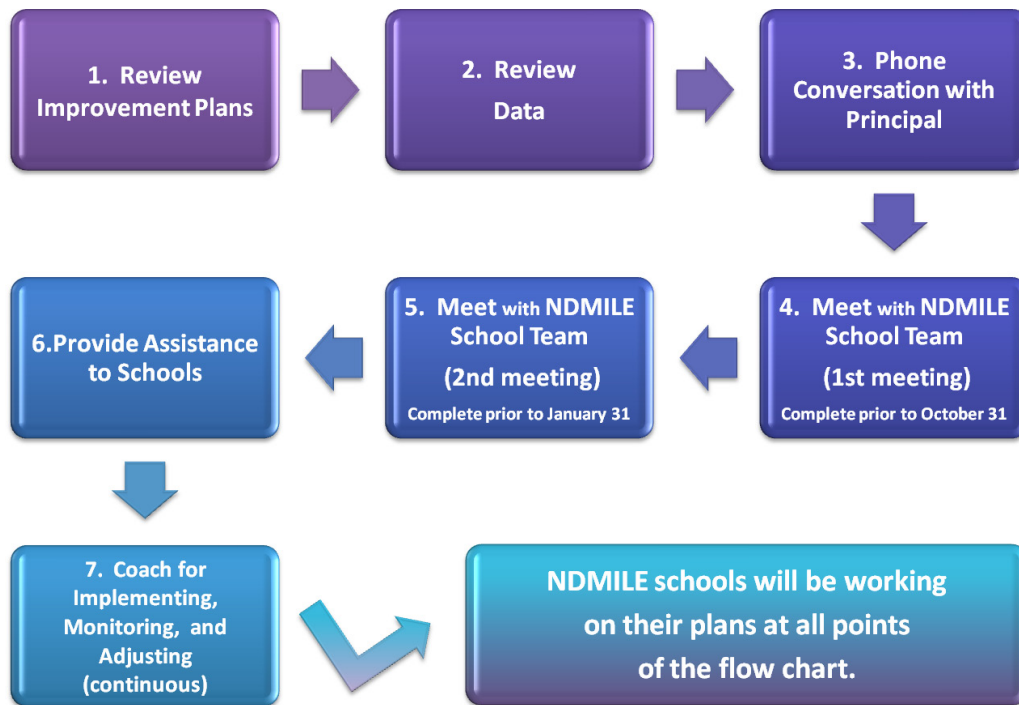 1.  Review
Improvement Plans
2.  Review
Data
3.  Phone
Conversation with
Principal
4.  Meet with NDMILE
School Team
(1st meeting)
Complete prior to October 31
5.  Meet with NDMILE
School Team
(2nd meeting)
Complete prior to January 31
6.Provide Assistance
to Schools
7.  Coach for
Implementing,
Monitoring,  and
Adjusting
(continuous)
NDMILE schools will be working
on their plans at all points
of the flow chart.